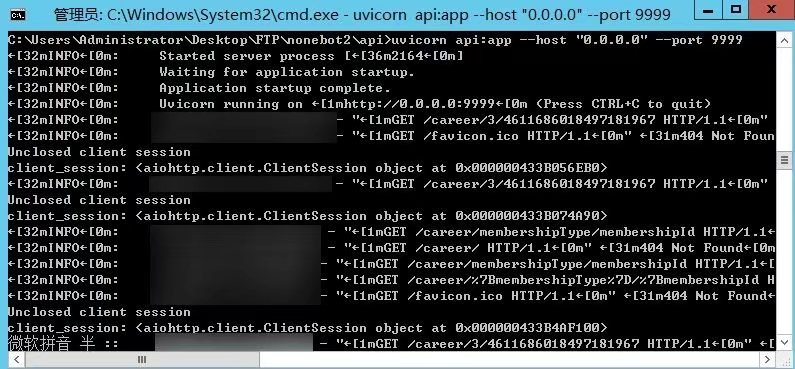 管理员: C:\Windows\System32\cmd.exe - uvicorn api:app --host "0.0.0.0" --port 9999
C:\Users\Administrator\Desktop\FTP\nonebot2\api>uvicorn api:app --host "0.0.0.0" --port 9999
←[32mINFO←[0m: Started server process [←[36m2164←[0m]
←[32mINFO←[0m: Waiting for application startup.
←[32mINFO←[0m: Application startup complete.
←[32mINFO←[0m: Uvicorn running on ←[1mhttp://0.0.0.0:9999←[0m (Press CTRL+C to quit)
←[32mINFO←[0m: - "←[1mGET /career/3/4611686018497181967 HTTP/1.1←[0m"
←[32mINFO←[0m: - "←[1mGET /favicon.ico HTTP/1.1←[0m" ←[31m404 Not Foun
Unclosed client session
client_session: <aiohttp.client.ClientSession object at 0x000000433B056EB0>
←[32mINFO←[0m: - "←[1mGET /career/3/4611686018497181967 HTTP/1.1←[0m"
Unclosed client session
client_session: <aiohttp.client.ClientSession object at 0x000000433B074A90>
←[32mINFO←[0m: - "←[1mGET /career/membershipType/membershipId HTTP/1.1←[
←[32mINFO←[0m: - "←[1mGET /career/ HTTP/1.1←[0m" ←[31m404 Not Found←[0m
←[32mINFO←[0m: - "←[1mGET /career/membershipType/membershipId HTTP/1.1←[
←[32mINFO←[0m: - "←[1mGET /career/%7BmembershipType%7D/%7BmembershipId H
←[32mINFO←[0m: - "←[1mGET /favicon.ico HTTP/1.1←[0m" ←[31m404 Not Found←
Unclosed client session
client_session: <aiohttp.client.ClientSession object at 0x000000433B4AF100>
微软拼音 半 :: - "←[1mGET /career/3/4611686018497181967 HTTP/1.1←[0m"